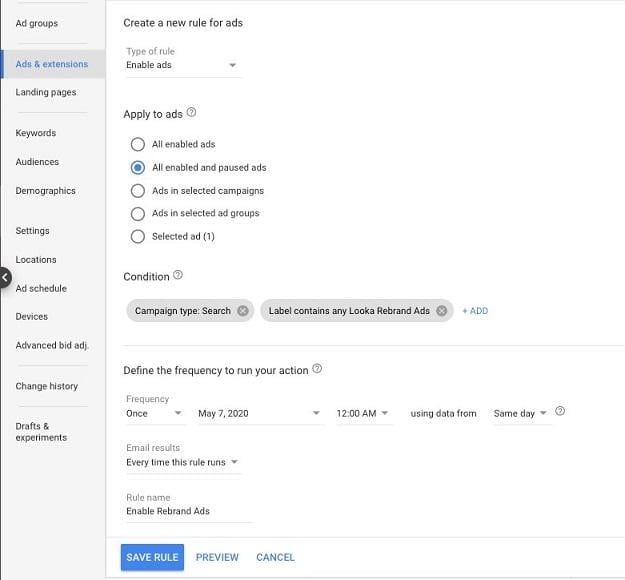 Ad groups
Ads & extensions
Landing pages
Keywords
Audiences
Demographics
Settings
Locations
Ad schedule
Devices
Advanced bid adj.
Change history
Drafts &
experiments
Create a new rule for ads
Type of rule
Enable ads
Apply to ads
All enabled ads
All enabled and paused ads
Ads in selected campaigns
Ads in selected ad groups
Selected ad (1)
Condition
Campaign type: Search Label contains any Looka Rebrand Ads + ADD
Define the frequency to run your action
Frequency
Once May 7, 2020 12:00 AM using data from Same day
Email results
Every time this rule runs
Rule name
Enable Rebrand Ads
SAVE RULE PREVIEW CANCEL